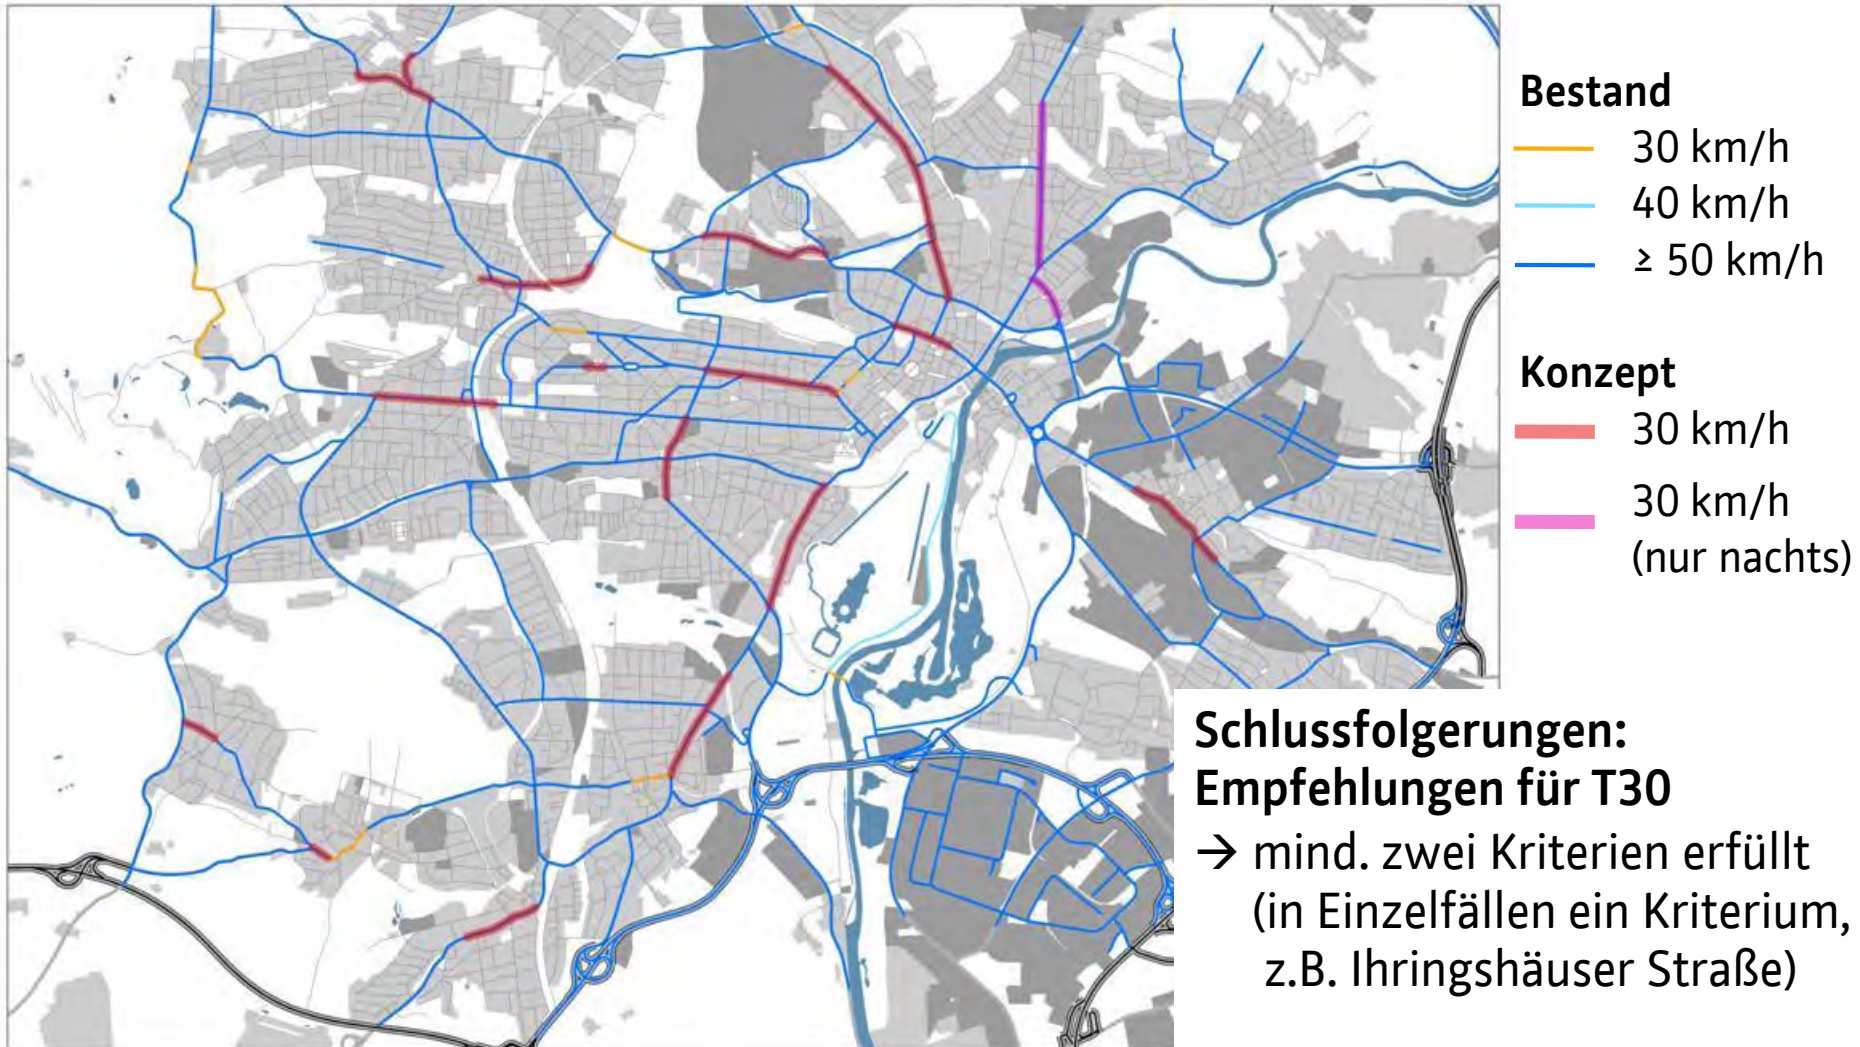 Bestand
30 km/h
40 km/h
≥ 50 km/h
Konzept
30 km/h
30 km/h
(nur nachts)
Schlussfolgerungen:
Empfehlungen für T30
→ mind. zwei Kriterien erfüllt
(in Einzelfällen ein Kriterium,
z.B. Ihringshäuser Straße)